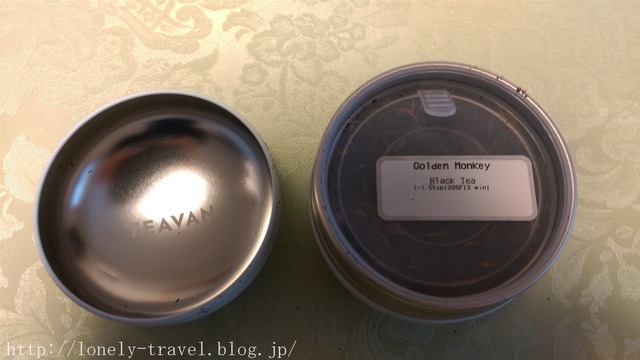 TEAVAN
Golden Monkey
Black Tea
1-1.5tsp|205F|3 min|
http://lonely-travel.blog.jp/